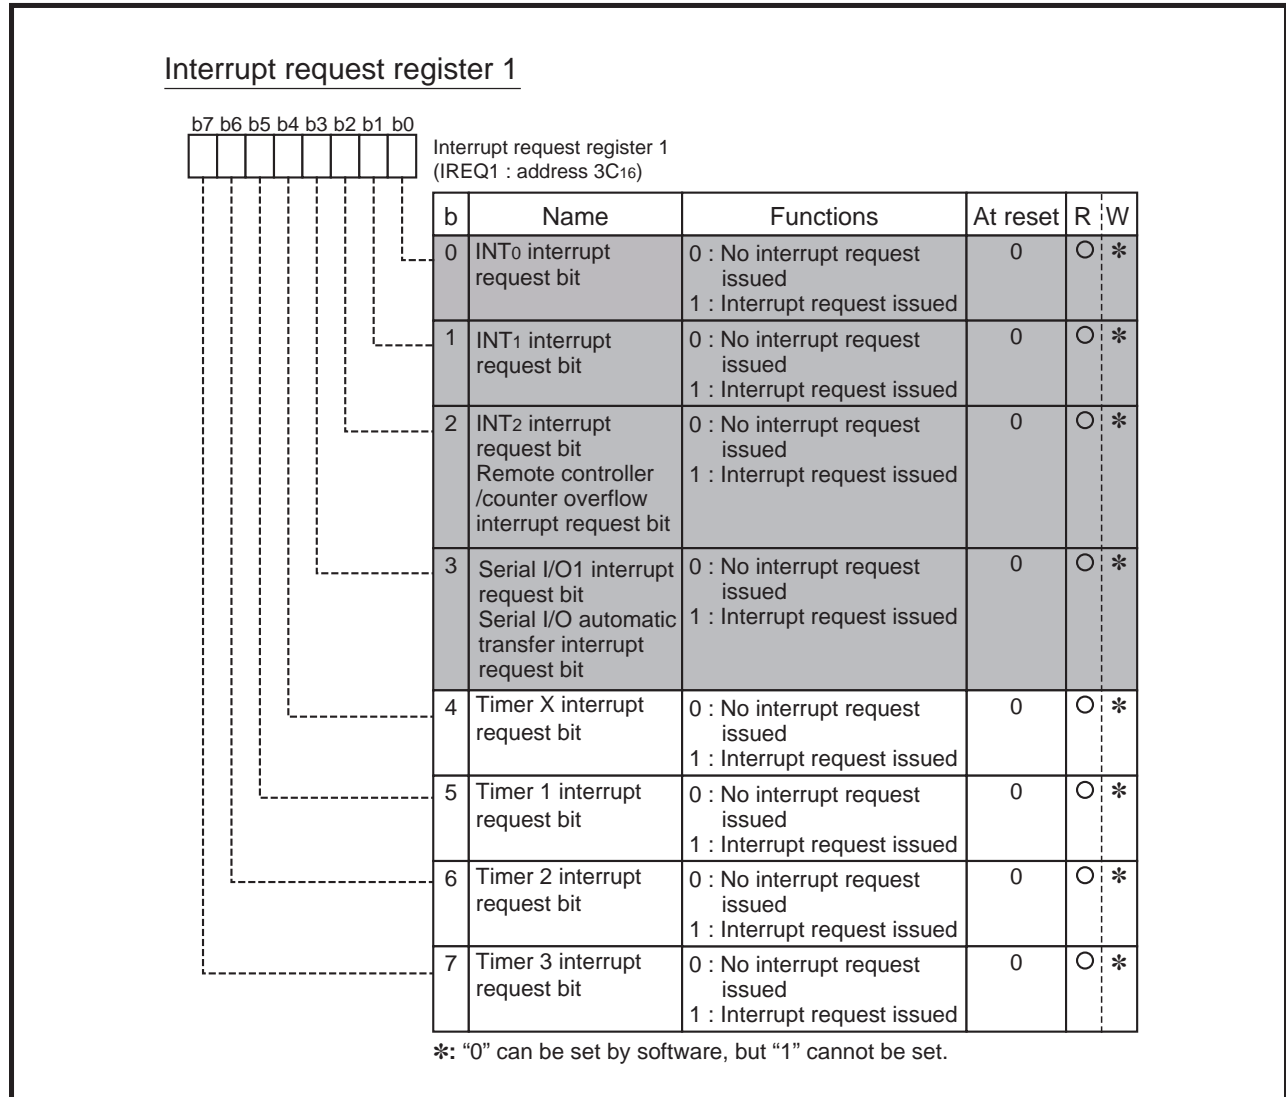 Interrupt request register 1
b7 b6 b5 b4 b3 b2 b1 b0
Interrupt request register 1
(IREQ1 : address 3C16)
b Name Functions At reset R W
0 INT0 interrupt request bit 0 : No interrupt request issued 1 : Interrupt request issued 0 ○ ✻
1 INT1 interrupt request bit 0 : No interrupt request issued 1 : Interrupt request issued 0 ○ ✻
2 INT2 interrupt request bit Remote controller /counter overflow interrupt request bit 0 : No interrupt request issued 1 : Interrupt request issued 0 ○ ✻
3 Serial I/O1 interrupt request bit Serial I/O automatic transfer interrupt request bit 0 : No interrupt request issued 1 : Interrupt request issued 0 ○ ✻
4 Timer X interrupt request bit 0 : No interrupt request issued 1 : Interrupt request issued 0 ○ ✻
5 Timer 1 interrupt request bit 0 : No interrupt request issued 1 : Interrupt request issued 0 ○ ✻
6 Timer 2 interrupt request bit 0 : No interrupt request issued 1 : Interrupt request issued 0 ○ ✻
7 Timer 3 interrupt request bit 0 : No interrupt request issued 1 : Interrupt request issued 0 ○ ✻
✻: “0” can be set by software, but “1” cannot be set.